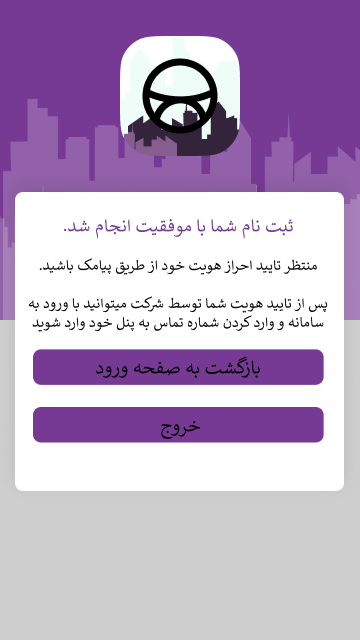 ثبت نام شما با موفقیت انجام شد.
منتظر تایید احراز هویت خود از طریق پیامک باشید.
پس از تایید هویت شما توسط شرکت میتوانید با ورود به
سامانه و وارد کردن شماره تماس به پنل خود وارد شوید
بازگشت به صفحه ورود
خروج